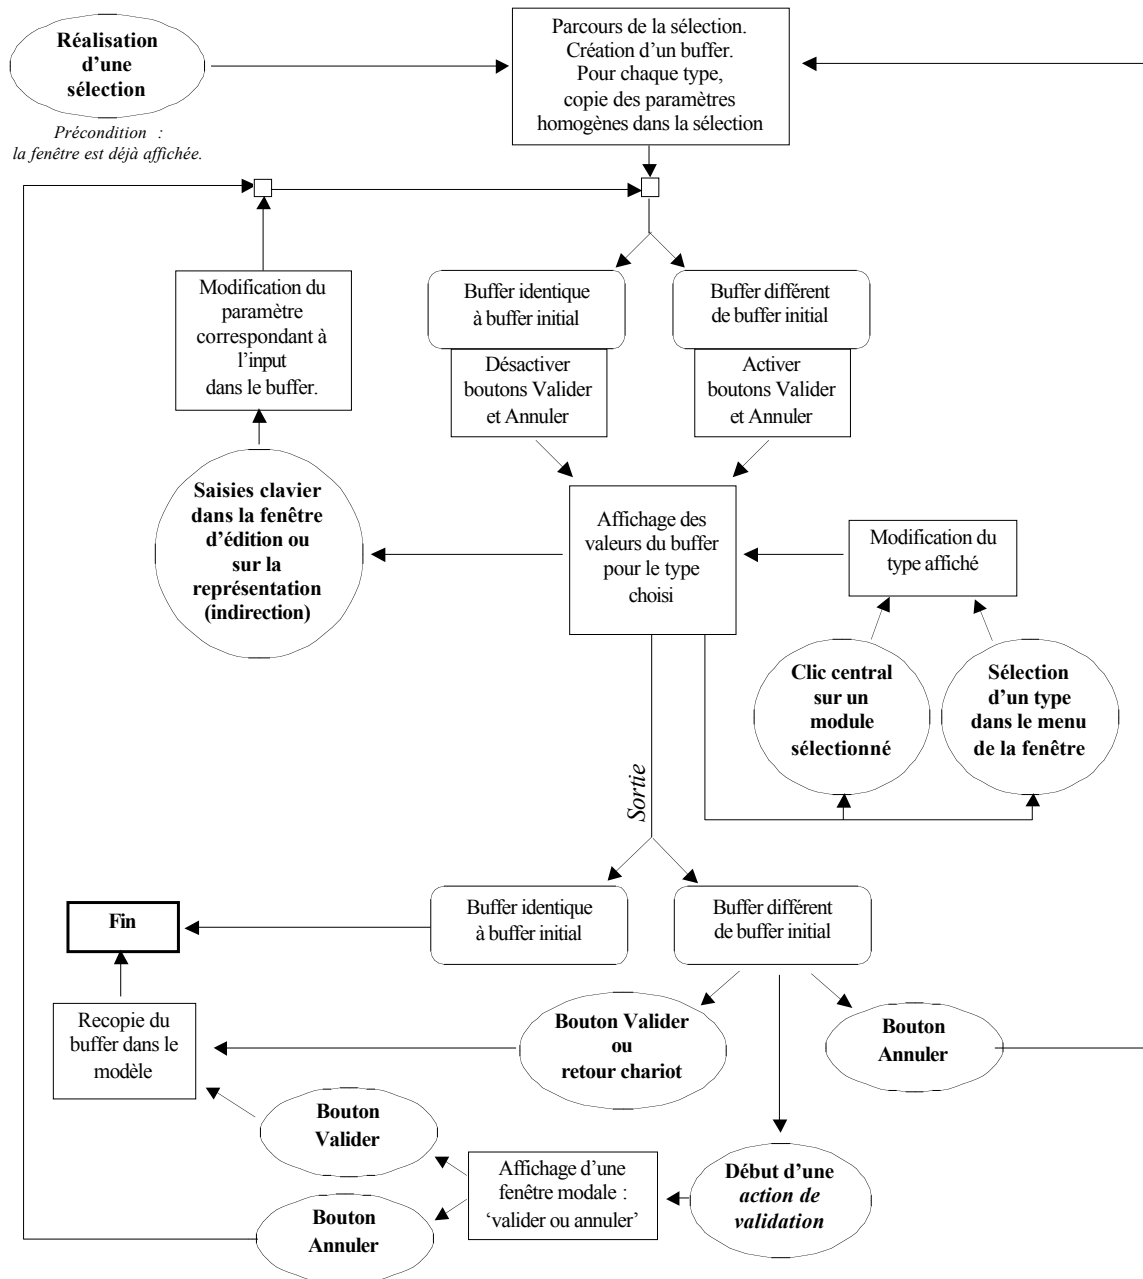 Réalisation
d'une
sélection
Précondition :
la fenêtre est déjà affichée.
Parcours de la sélection.
Création d'un buffer.
Pour chaque type,
copie des paramètres
homogènes dans la sélection
Modification du
paramètre
correspondant à
l'input
dans le buffer.
Buffer identique
à buffer initial
Buffer différent
de buffer initial
Désactiver
boutons Valider
et Annuler
Activer
boutons Valider
et Annuler
Saisies clavier
dans la fenêtre
d'édition ou
sur la
représentation
(indirection)
Affichage des
valeurs du buffer
pour le type
choisi
Modification du
type affiché
Clic central
sur un
module
sélectionné
Sélection
d'un type
dans le menu
de la fenêtre
Sortie
Fin
Buffer identique
à buffer initial
Buffer différent
de buffer initial
Recopie du
buffer dans le
modèle
Bouton Valider
ou
retour chariot
Bouton
Annuler
Bouton
Valider
Affichage d'une
fenêtre modale :
‘valider ou annuler’
Début d'une
action de
validation
Bouton
Annuler